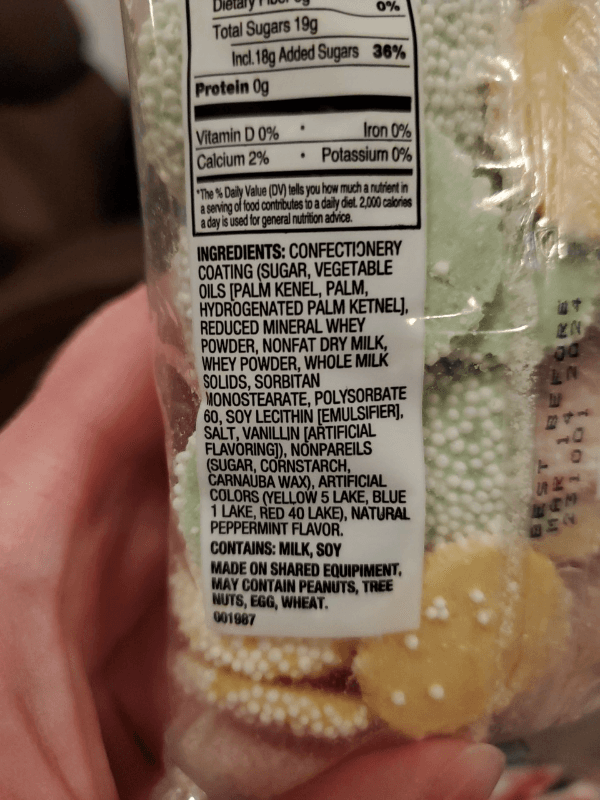 Dietary Fiber 0g 0%
Total Sugars 19g
Incl. 18g Added Sugars 36%
Protein 0g
Vitamin D 0% • Iron 0%
Calcium 2% • Potassium 0%
*The % Daily Value (DV) tells you how much a nutrient in
a serving of food contributes to a daily diet. 2,000 calories
a day is used for general nutrition advice.
INGREDIENTS: CONFECTIONERY
COATING (SUGAR, VEGETABLE
OILS [PALM KENEL, PALM,
HYDROGENATED PALM KETNEL],
REDUCED MINERAL WHEY
POWDER, NONFAT DRY MILK,
WHEY POWDER, WHOLE MILK
SOLIDS, SORBITAN
MONOSTEARATE, POLYSORBATE
60, SOY LECITHIN [EMULSIFIER],
SALT, VANILLIN [ARTIFICIAL
FLAVORING]), NONPAREILS
(SUGAR, CORNSTARCH,
CARNAUBA WAX), ARTIFICIAL
COLORS (YELLOW 5 LAKE, BLUE
1 LAKE, RED 40 LAKE), NATURAL
PEPPERMINT FLAVOR.
CONTAINS: MILK, SOY
MADE ON SHARED EQUIPIMENT,
MAY CONTAIN PEANUTS, TREE
NUTS, EGG, WHEAT.
001987
BEST BEFORE
MAR 14 2024